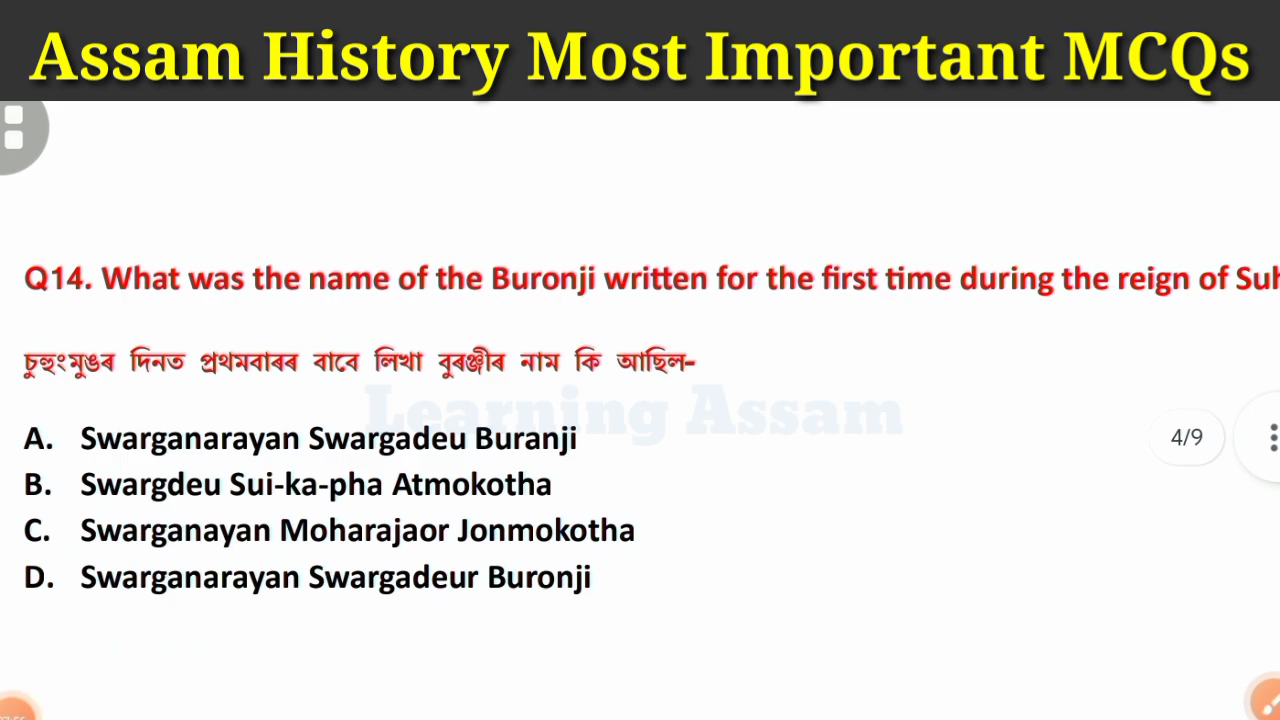 Assam History Most Important MCQs
Q14. What was the name of the Buronji written for the first time during the reign of
চুহুংমুঙৰ দিনত প্ৰথমবাৰৰ বাবে লিখা বুৰঞ্জীৰ নাম কি আছিল-
Learning Assam
A. Swarganarayan Swargadeu Buranji
4/9
B. Swargdeu Sui-ka-pha Atmokotha
C. Swarganayan Moharajaor Jonmokotha
D. Swarganarayan Swargadeur Buronji